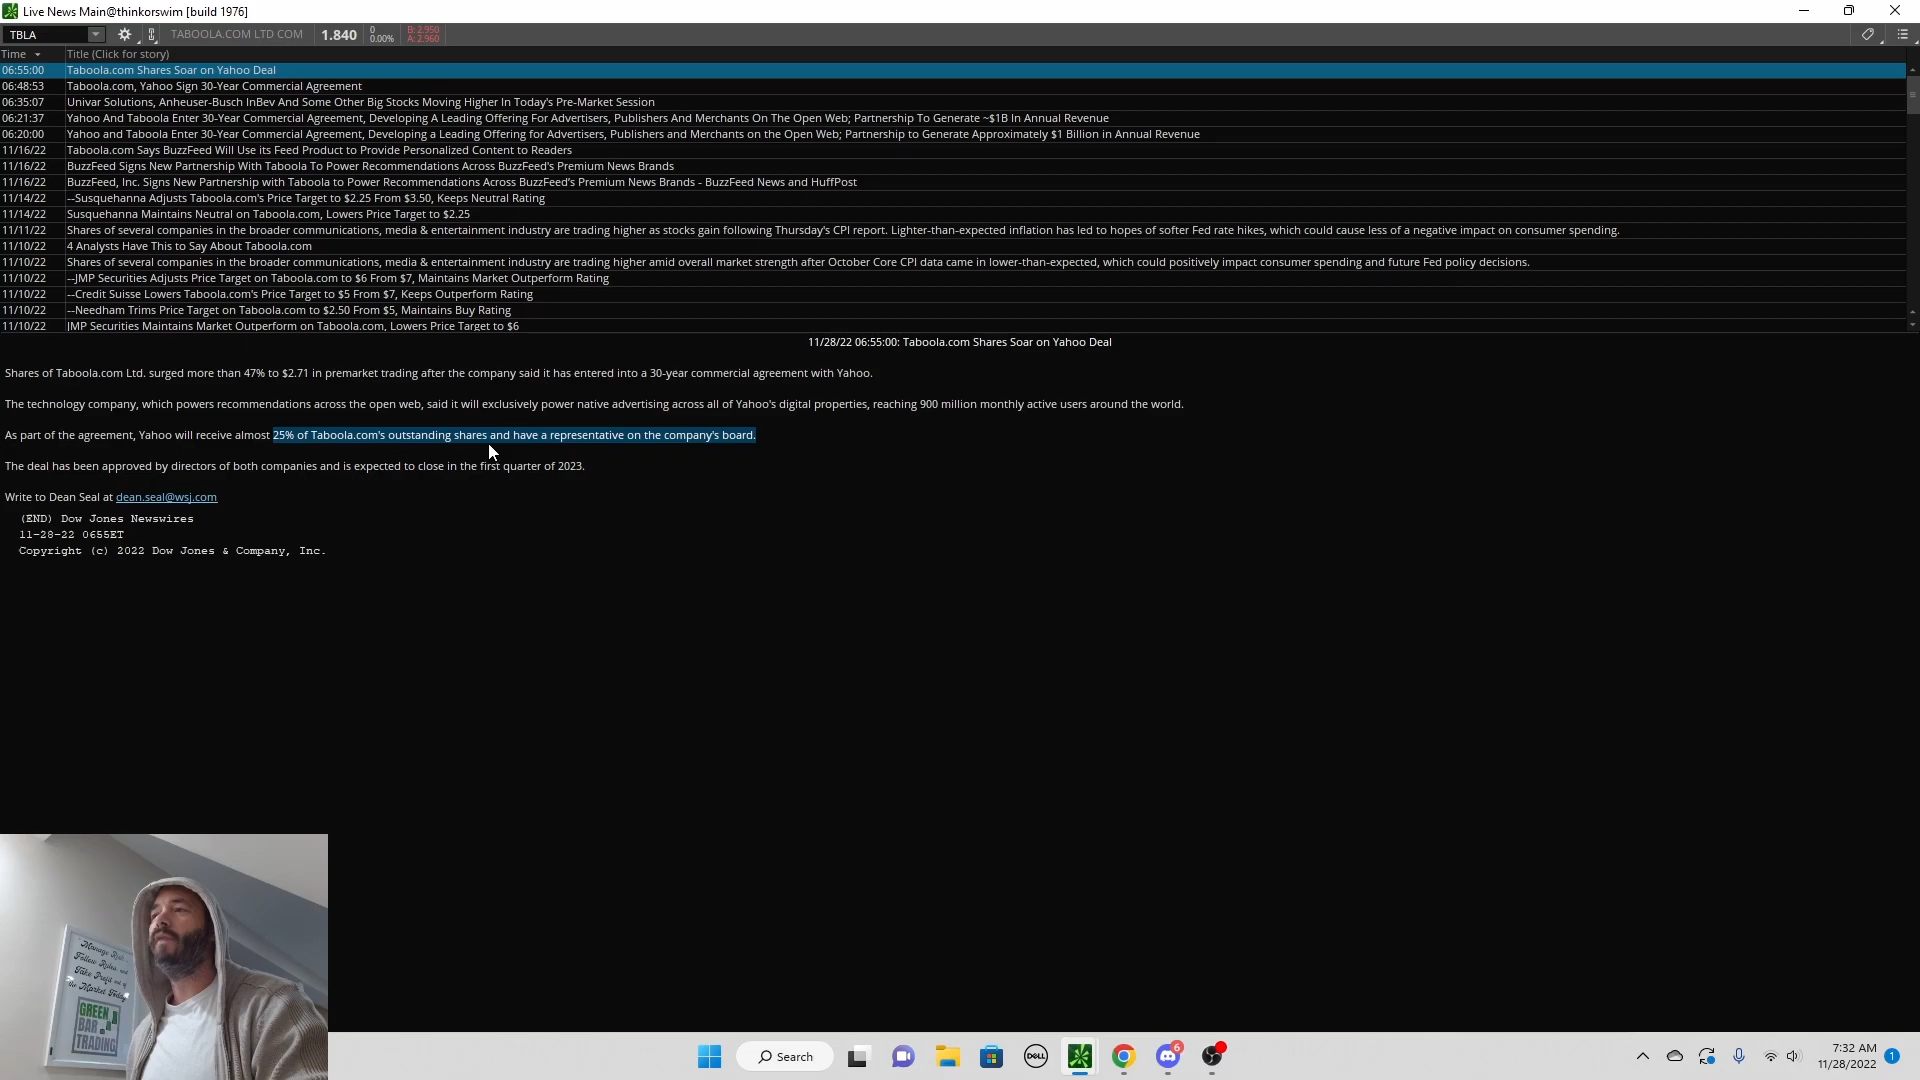 Live News Main@thinkorswim [build 1976]
TBLA TABOOLA.COM LTD COM 1.840 0 0.00% B: 2.950 A: 2.960
Time Title (Click for story)
06:55:00 Taboola.com Shares Soar on Yahoo Deal
06:48:53 Taboola.com, Yahoo Sign 30-Year Commercial Agreement
06:35:07 Univar Solutions, Anheuser-Busch InBev And Some Other Big Stocks Moving Higher In Today's Pre-Market Session
06:21:37 Yahoo And Taboola Enter 30-Year Commercial Agreement, Developing A Leading Offering For Advertisers, Publishers And Merchants On The Open Web; Partnership To Generate ~$1B In Annual Revenue
06:20:00 Yahoo and Taboola Enter 30-Year Commercial Agreement, Developing a Leading Offering for Advertisers, Publishers and Merchants on the Open Web; Partnership to Generate Approximately $1 Billion in Annual Revenue
11/16/22 Taboola.com Says BuzzFeed Will Use its Feed Product to Provide Personalized Content to Readers
11/16/22 BuzzFeed Signs New Partnership With Taboola To Power Recommendations Across BuzzFeed's Premium News Brands
11/16/22 BuzzFeed, Inc. Signs New Partnership with Taboola to Power Recommendations Across BuzzFeed's Premium News Brands - BuzzFeed News and HuffPost
11/14/22 --Susquehanna Adjusts Taboola.com's Price Target to $2.25 From $3.50, Keeps Neutral Rating
11/14/22 Susquehanna Maintains Neutral on Taboola.com, Lowers Price Target to $2.25
11/11/22 Shares of several companies in the broader communications, media & entertainment industry are trading higher as stocks gain following Thursday's CPI report. Lighter-than-expected inflation has led to hopes of softer Fed rate hikes, which could cause less of a negative impact on consumer spending.
11/10/22 4 Analysts Have This to Say About Taboola.com
11/10/22 Shares of several companies in the broader communications, media & entertainment industry are trading higher amid overall market strength after October Core CPI data came in lower-than-expected, which could positively impact consumer spending and future Fed policy decisions.
11/10/22 --JMP Securities Adjusts Price Target on Taboola.com to $6 From $7, Maintains Market Outperform Rating
11/10/22 --Credit Suisse Lowers Taboola.com's Price Target to $5 From $7, Keeps Outperform Rating
11/10/22 --Needham Trims Price Target on Taboola.com to $2.50 From $5, Maintains Buy Rating
11/10/22 JMP Securities Maintains Market Outperform on Taboola.com, Lowers Price Target to $6
11/28/22 06:55:00: Taboola.com Shares Soar on Yahoo Deal
Shares of Taboola.com Ltd. surged more than 47% to $2.71 in premarket trading after the company said it has entered into a 30-year commercial agreement with Yahoo.
The technology company, which powers recommendations across the open web, said it will exclusively power native advertising across all of Yahoo's digital properties, reaching 900 million monthly active users around the world.
As part of the agreement, Yahoo will receive almost 25% of Taboola.com's outstanding shares and have a representative on the company's board.
The deal has been approved by directors of both companies and is expected to close in the first quarter of 2023.
Write to Dean Seal at dean.seal@wsj.com
(END) Dow Jones Newswires
11-28-22 0655ET
Copyright (c) 2022 Dow Jones & Company, Inc.
Manage
Follow Rules, and
Take Profit out of
the Market Today
GREEN
BAR
TRADING
Search
DELL
6
7:32 AM
11/28/2022
1